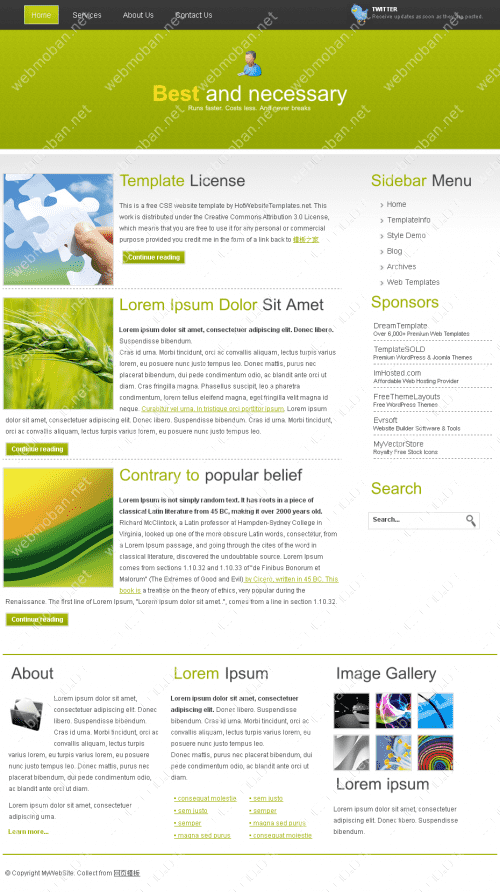 Home Services About Us Contact Us
TWITTER
Receive updates as soon as they are posted.
Best and necessary
Runs faster. Costs less. And never breaks
Template License
This is a free CSS website template by HotWebsiteTemplates.net. This
work is distributed under the Creative Commons Attribution 3.0 License,
which means that you are free to use it for any personal or commercial
purpose provided you credit me in the form of a link back to 模板之家
Continue reading
Lorem Ipsum Dolor Sit Amet
Lorem ipsum dolor sit amet, consectetuer adipiscing elit. Donec libero.
Suspendisse bibendum.
Cras id urna. Morbi tincidunt, orci ac convallis aliquam, lectus turpis varius
lorem, eu posuere nunc justo tempus leo. Donec mattis, purus nec
placerat bibendum, dui pede condimentum odio, ac blandit ante orci ut
diam. Cras fringilla magna. Phasellus suscipit, leo a pharetra
condimentum, lorem tellus eleifend magna, eget fringilla velit magna id
neque. Curabitur vel urna. In tristique orci porttitor ipsum. Lorem ipsum
dolor sit amet, consectetuer adipiscing elit. Donec libero. Suspendisse bibendum. Cras id urna. Morbi tincidunt,
orci ac convallis aliquam, lectus turpis varius lorem, eu posuere nunc justo tempus leo.
Continue reading
Contrary to popular belief
Lorem Ipsum is not simply random text. It has roots in a piece of
classical Latin literature from 45 BC, making it over 2000 years old.
Richard McClintock, a Latin professor at Hampden-Sydney College in
Virginia, looked up one of the more obscure Latin words, consectetur, from
a Lorem Ipsum passage, and going through the cites of the word in
classical literature, discovered the undoubtable source. Lorem Ipsum
comes from sections 1.10.32 and 1.10.33 of "de Finibus Bonorum et
Malorum" (The Extremes of Good and Evil) by Cicero, written in 45 BC. This
book is a treatise on the theory of ethics, very popular during the
Renaissance. The first line of Lorem Ipsum, "Lorem ipsum dolor sit amet..", comes from a line in section 1.10.32.
Continue reading
Sidebar Menu
Home
TemplateInfo
Style Demo
Blog
Archives
Web Templates
Sponsors
DreamTemplate
Over 6,000+ Premium Web Templates
TemplateSOLD
Premium WordPress & Joomla Themes
ImHosted.com
Affordable Web Hosting Provider
FreeThemeLayouts
Free WordPress Themes
Evrsoft
Website Builder Software & Tools
MyVectorStore
Royalty Free Stock Icons
Search
Search...
About
Lorem ipsum dolor sit amet,
consectetuer adipiscing elit. Donec
libero. Suspendisse bibendum.
Cras id urna. Morbi tincidunt, orci
ac convallis aliquam, lectus turpis
varius lorem, eu turpis varius lorem, eu posuere
nunc justo tempus leo. Donec mattis, purus nec
placerat bibendum, dui pede condimentum odio,
ac blandit ante orci ut diam.
Lorem ipsum dolor sit amet, consectetuer
adipiscing urna.
Learn more...
Lorem Ipsum
Lorem ipsum dolor sit amet, consectetuer
adipiscing elit. Donec libero. Suspendisse
bibendum. Cras id urna. Morbi tincidunt, orci ac
convallis aliquam, lectus turpis varius lorem, eu
posuere nunc justo tempus leo.
Donec mattis, purus nec placerat bibendum, dui
pede condimentum odio, ac blandit ante orci ut
diam.
• consequat molestie • sem justo
• sem justo • semper
• semper • magna sed purus
• magna sed purus • consequat molestie
Image Gallery
Lorem ipsum
Lorem ipsum dolor sit amet, consectetuer
adipiscing elit. Donec libero. Suspendisse
bibendum.
© Copyright MyWebSite. Collect from 网页模板
webmoban.net